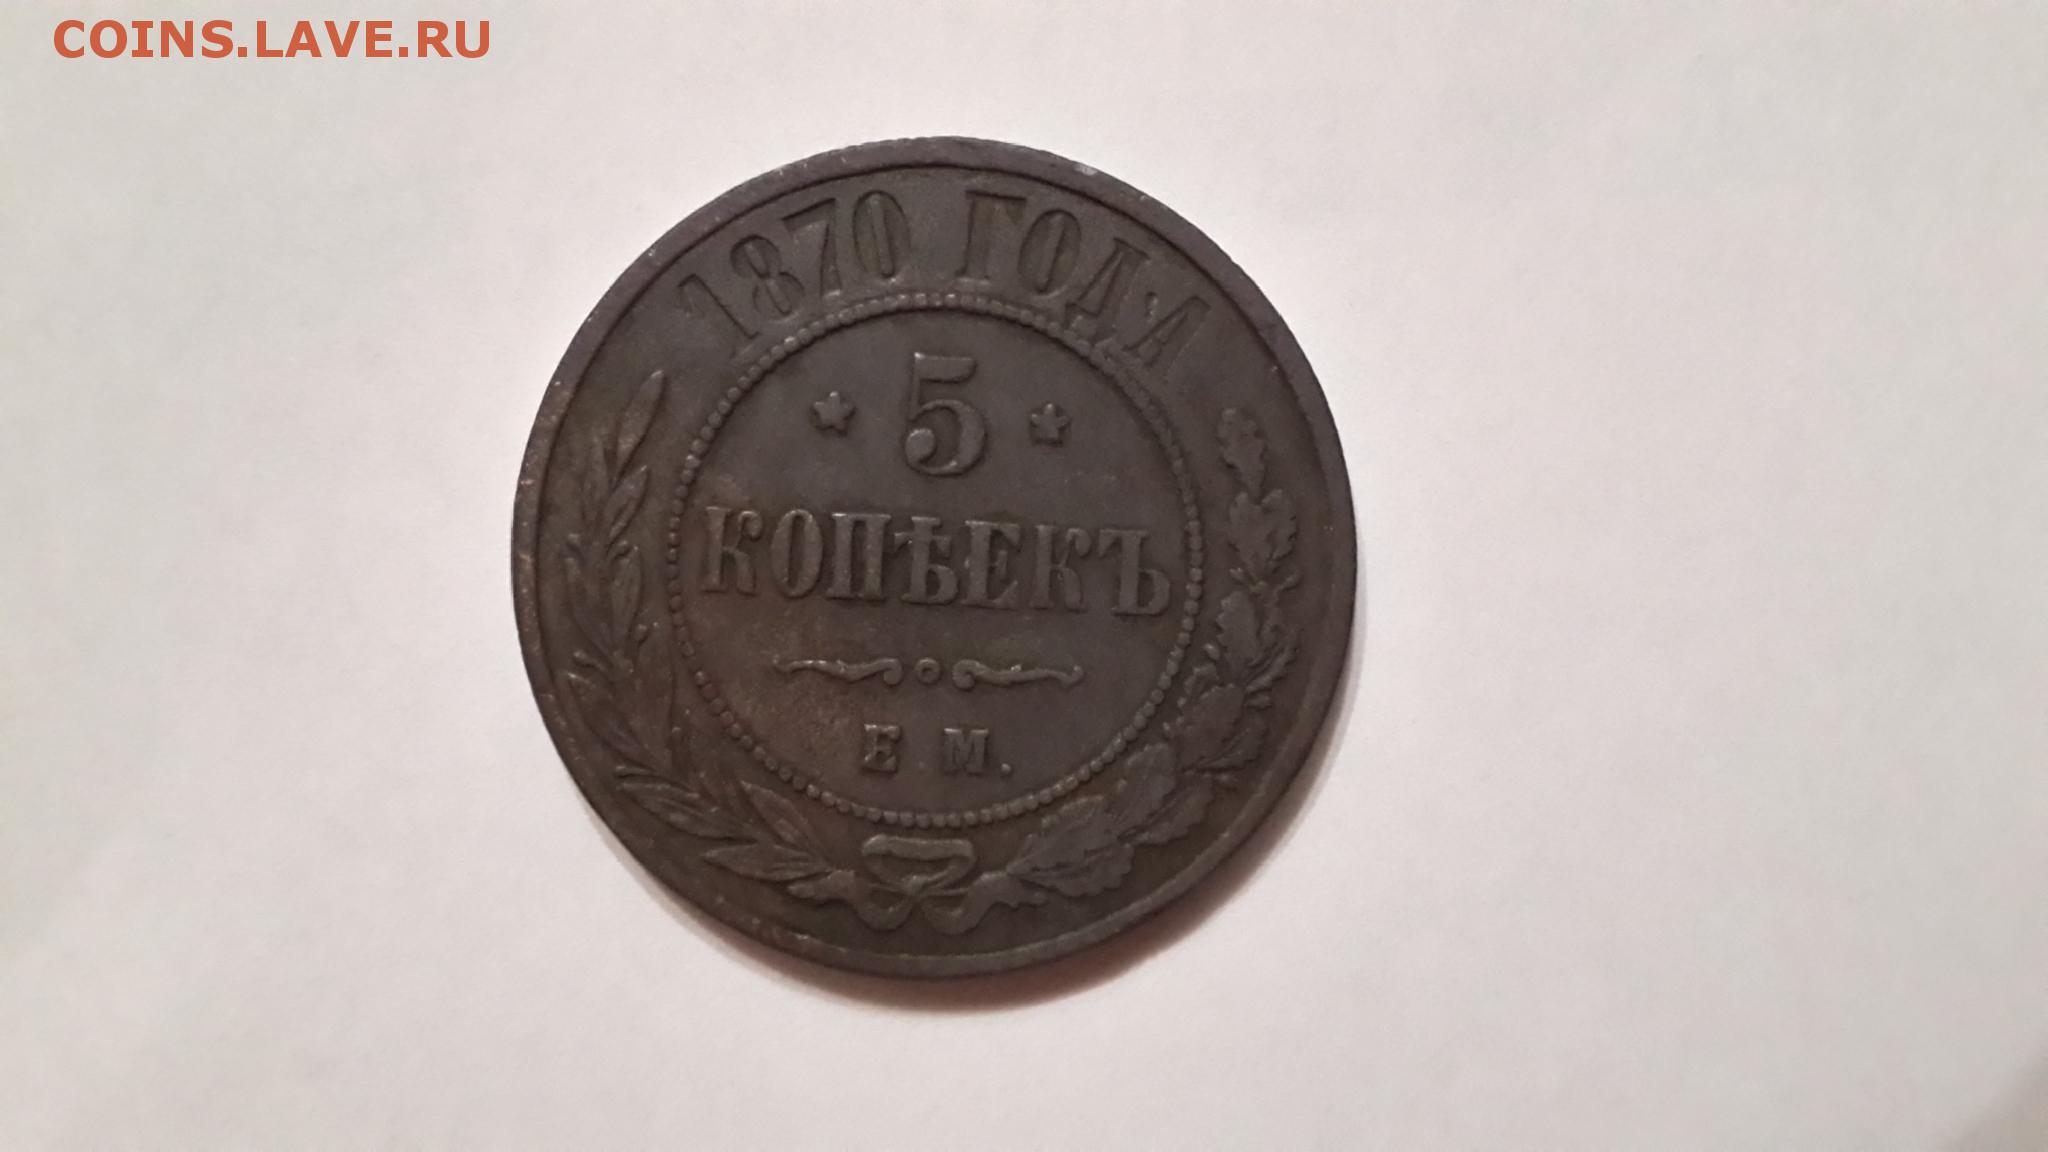 COINS.LAVE.RU
1870 ГОДА
5
КОПѢЕКЪ
Е. М.